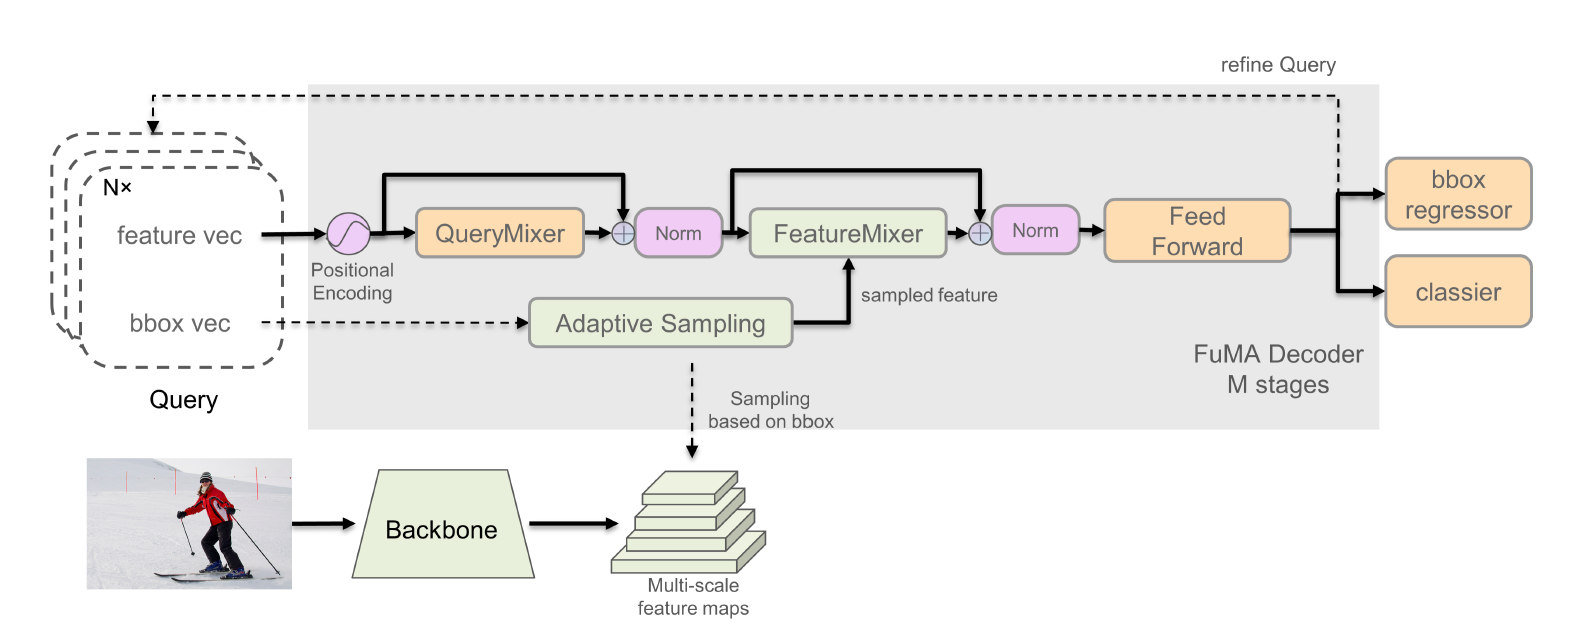 refine Query
N×
feature vec
bbox vec
Query
Positional
Encoding
QueryMixer
Norm
FeatureMixer
Norm
Feed
Forward
bbox
regressor
classier
Adaptive Sampling
sampled feature
FuMA Decoder
M stages
Sampling
based on bbox
Backbone
Multi-scale
feature maps